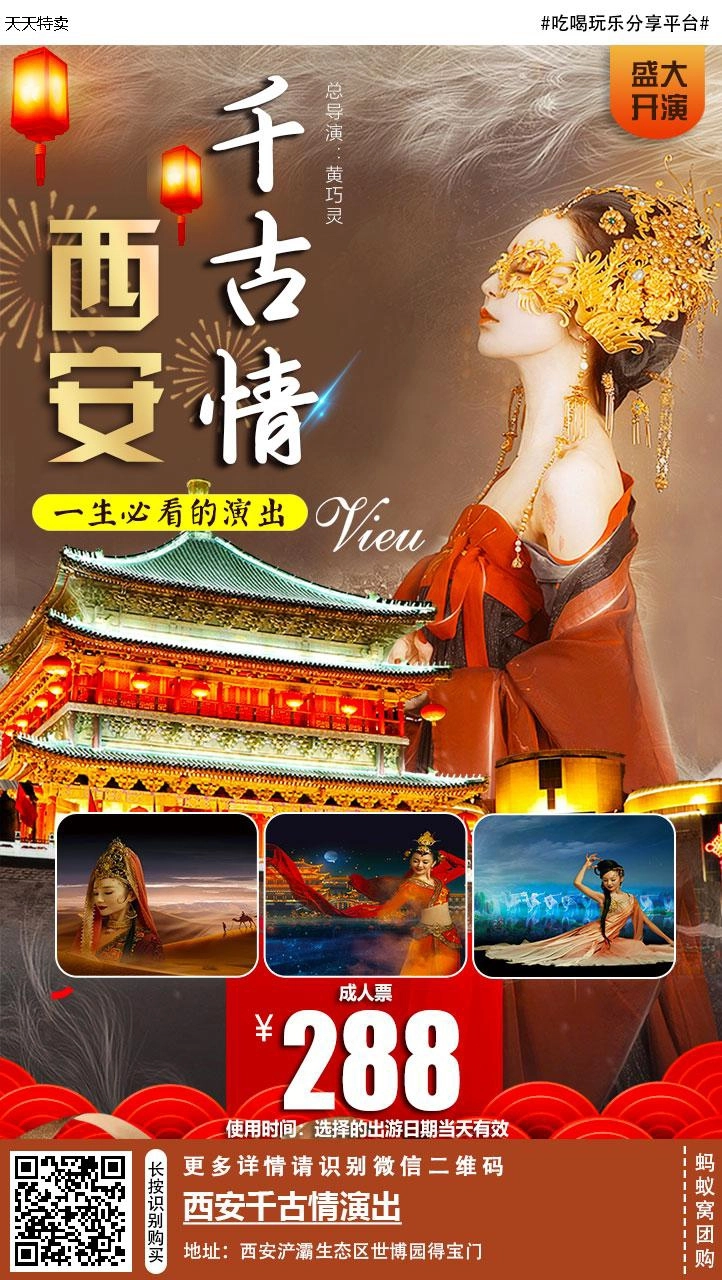 天天特卖
#吃喝玩乐分享平台#
盛大
开演
总导演：黄巧灵
千古情
西安
一生必看的演出
Vieu
成人票
¥288
使用时间：选择的出游日期当天有效
长按识别购买
更多详情请识别微信二维码
西安千古情演出
地址：西安浐灞生态区世博园得宝门
蚂蚁窝团购